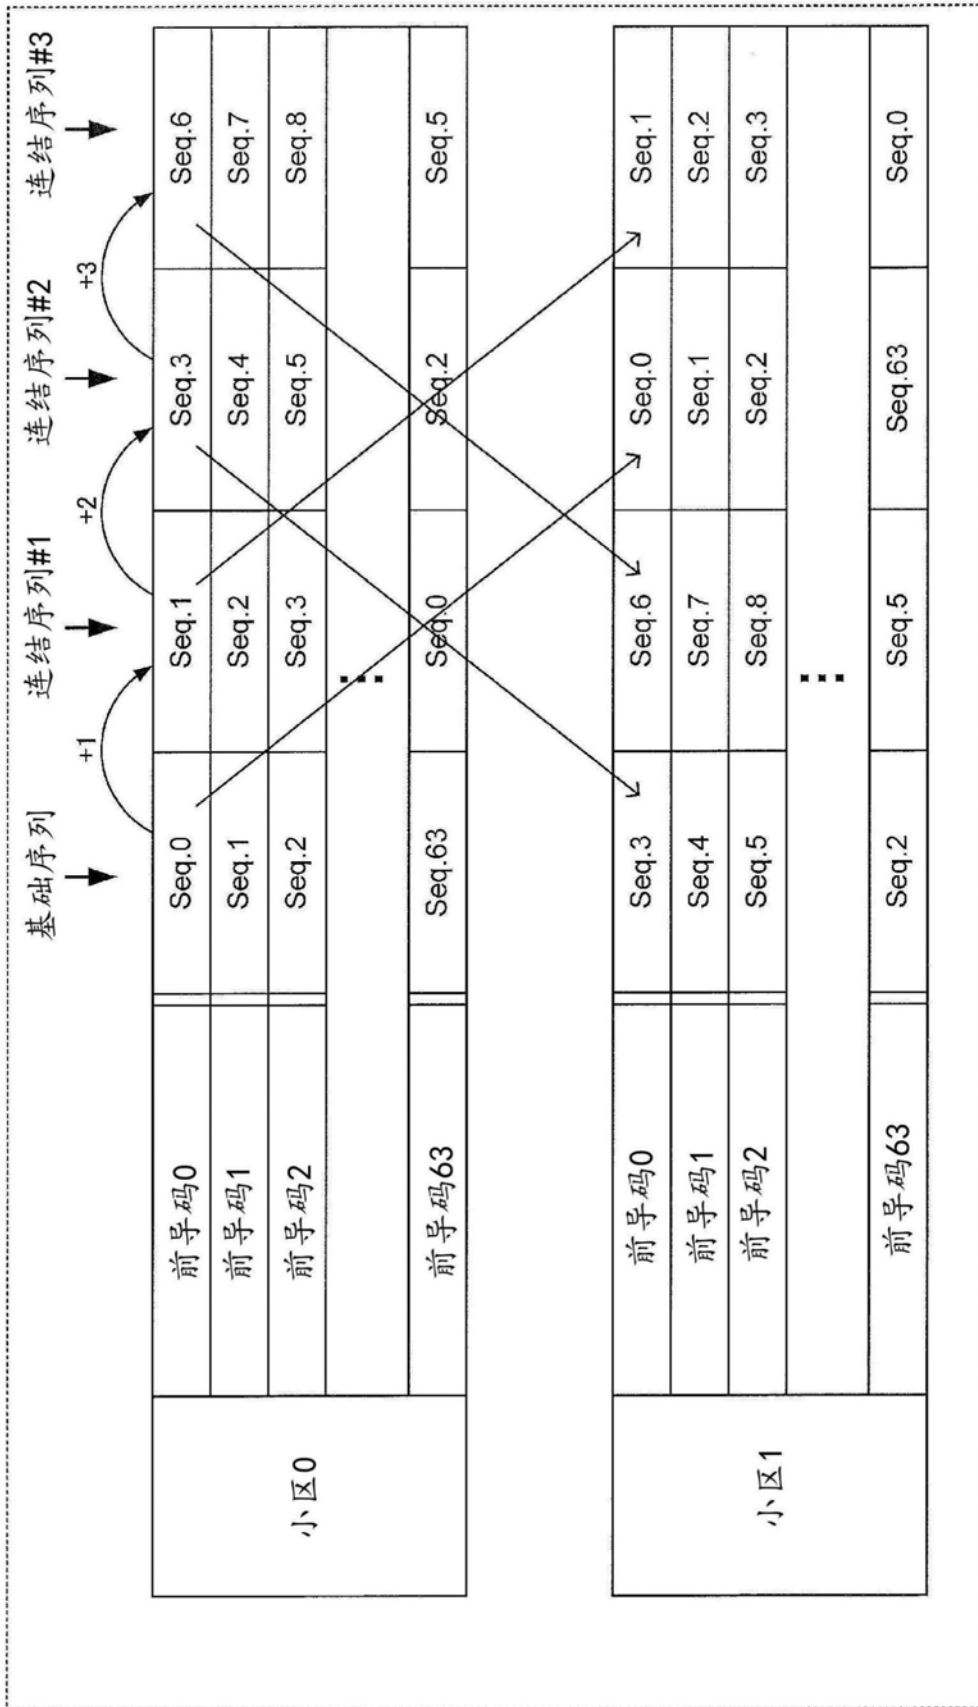 基础序列 连结序列#1 连结序列#2 连结序列#3
+1 +2 +3
小区0
前导码0 Seq.0 Seq.1 Seq.3 Seq.6
前导码1 Seq.1 Seq.2 Seq.4 Seq.7
前导码2 Seq.2 Seq.3 Seq.5 Seq.8
前导码63 Seq.63 Seq.0 Seq.2 Seq.5
小区1
前导码0 Seq.3 Seq.6 Seq.0 Seq.1
前导码1 Seq.4 Seq.7 Seq.1 Seq.2
前导码2 Seq.5 Seq.8 Seq.2 Seq.3
前导码63 Seq.2 Seq.5 Seq.63 Seq.0